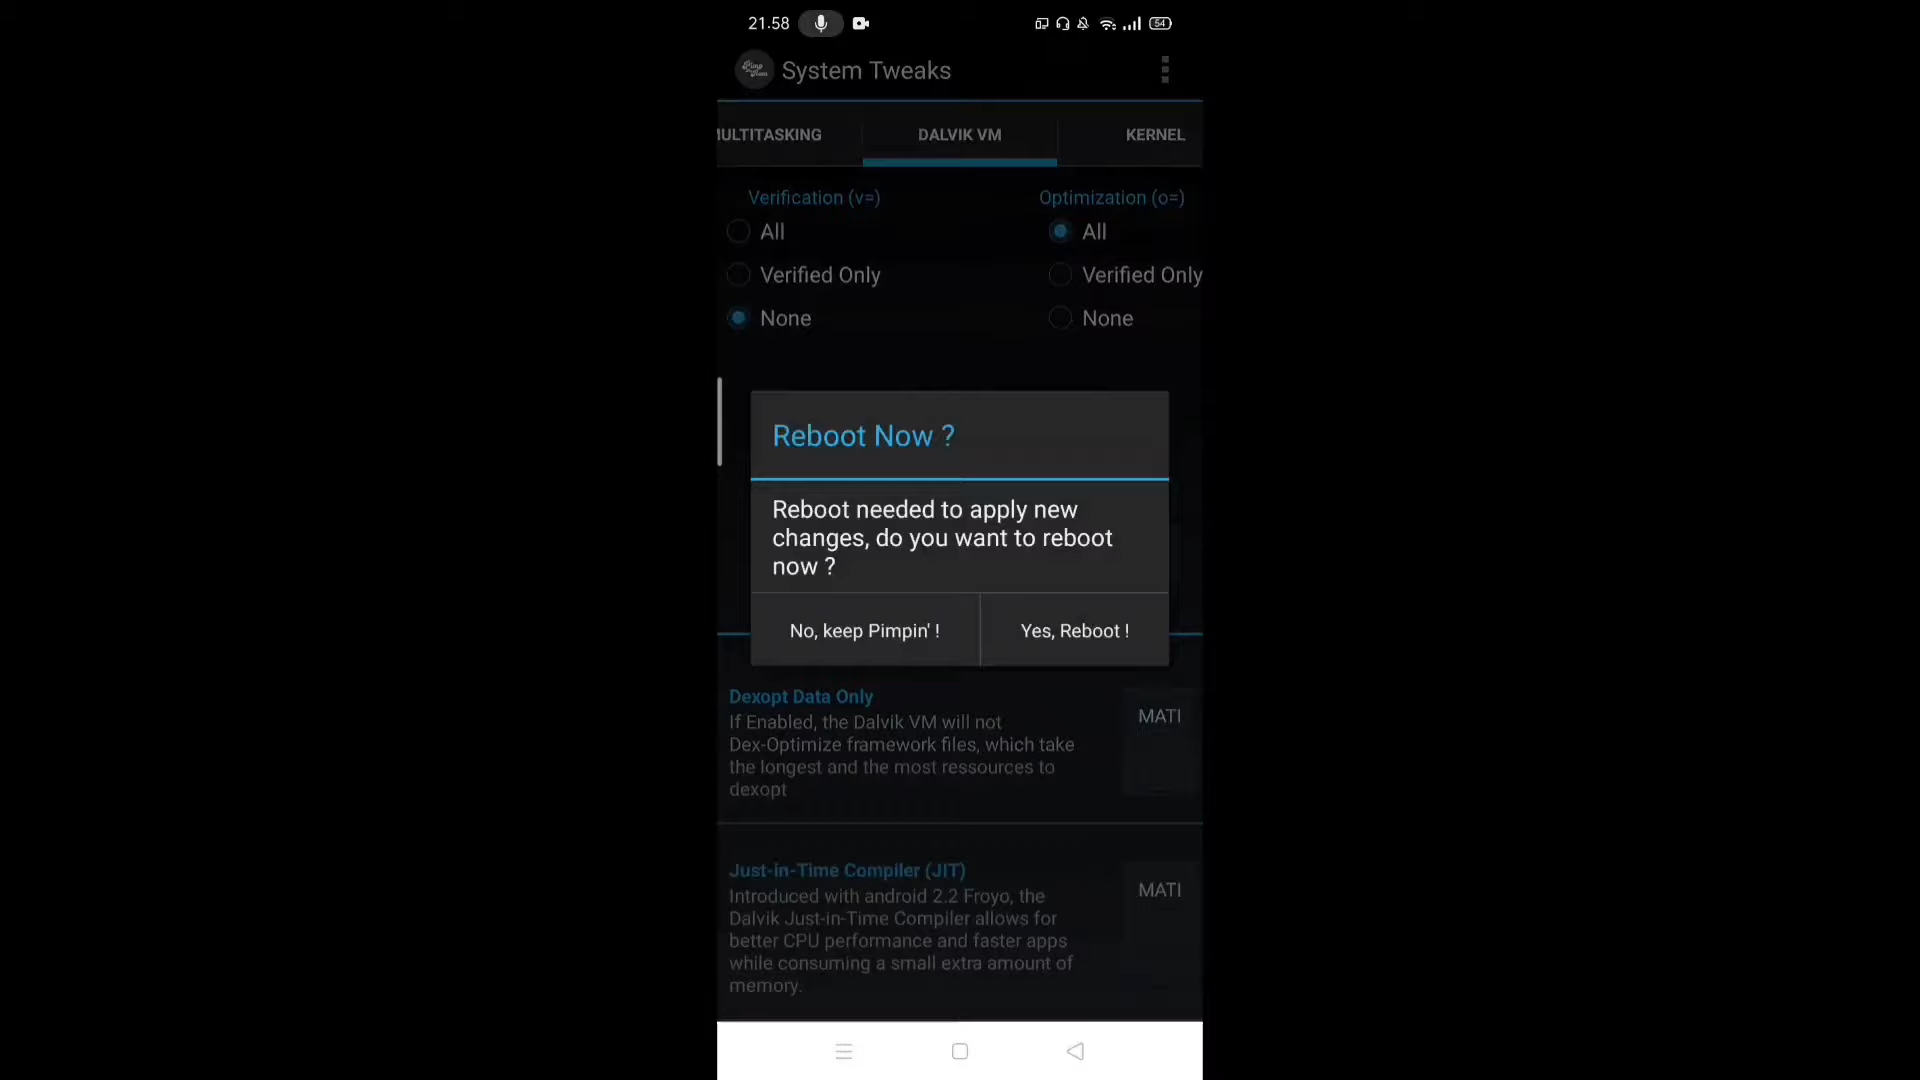 21.58
54
System Tweaks
MULTITASKING
DALVIK VM
KERNEL
Verification (v=)
Optimization (o=)
All
All
Verified Only
Verified Only
None
None
Reboot Now ?
Reboot needed to apply new
changes, do you want to reboot
now ?
No, keep Pimpin' !
Yes, Reboot !
Dexopt Data Only
MATI
If Enabled, the Dalvik VM will not
Dex-Optimize framework files, which take
the longest and the most ressources to
dexopt
Just-in-Time Compiler (JIT)
MATI
Introduced with android 2.2 Froyo, the
Dalvik Just-in-Time Compiler allows for
better CPU performance and faster apps
while consuming a small extra amount of
memory.